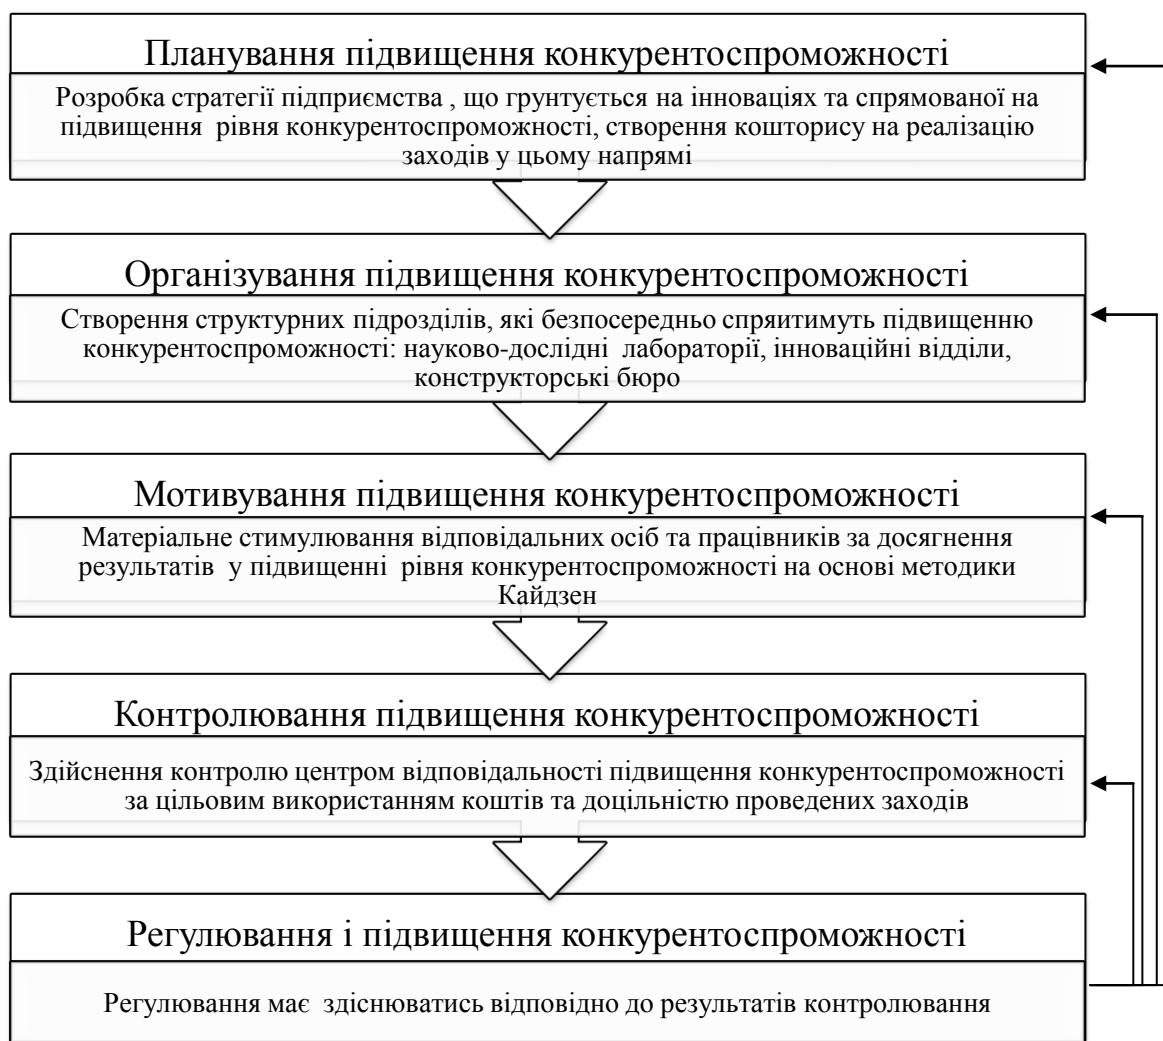 Планування підвищення конкурентоспроможності
Розробка стратегії підприємства , що грунтується на інноваціях та спрямованої на
підвищення рівня конкурентоспроможності, створення кошторису на реалізацію
заходів у цьому напрямі
Організування підвищення конкурентоспроможності
Створення структурних підрозділів, які безпосередньо спряитимуть підвищенню
конкурентоспроможності: науково-дослідні лабораторії, інноваційні відділи,
конструкторські бюро
Мотивування підвищення конкурентоспроможності
Матеріальне стимулювання відповідальних осіб та працівників за досягнення
результатів у підвищенні рівня конкурентоспроможності на основі методики
Кайдзен
Контролювання підвищення конкурентоспроможності
Здійснення контролю центром відповідальності підвищення конкурентоспроможності
за цільовим використанням коштів та доцільністю проведених заходів
Регулювання і підвищення конкурентоспроможності
Регулювання має здіснюватись відповідно до результатів контролювання